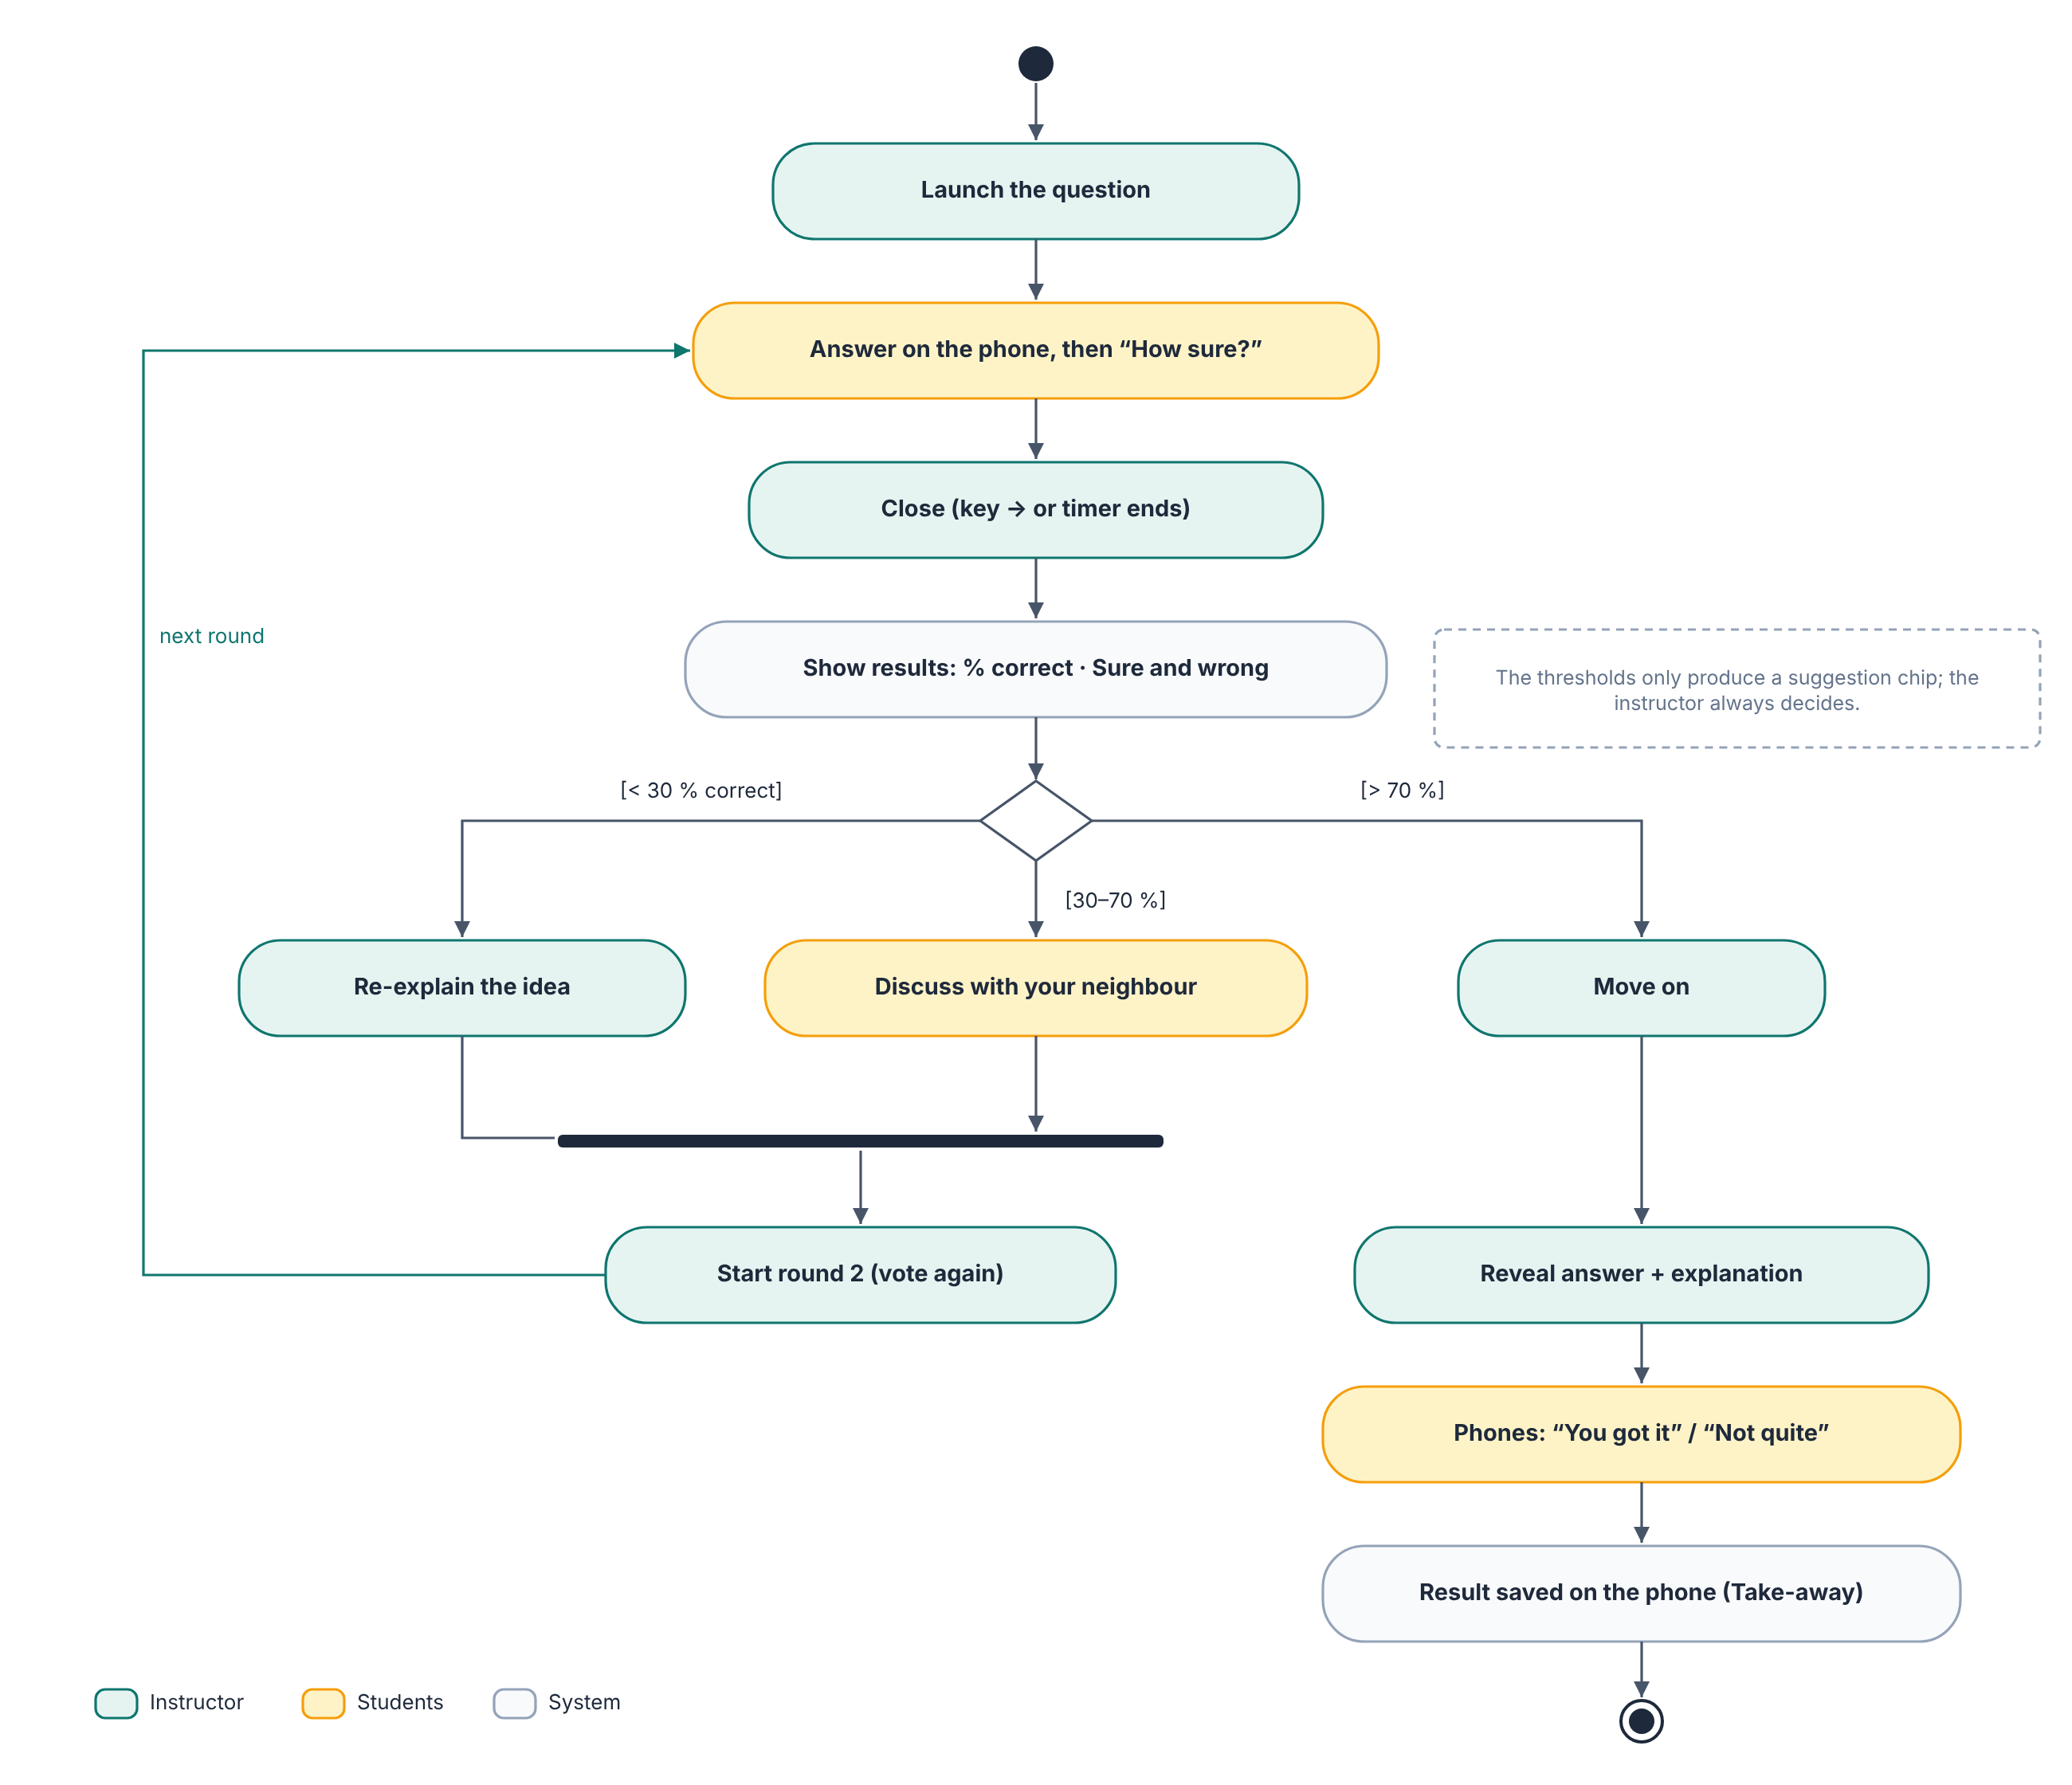 Launch the question
Answer on the phone, then “How sure?”
Close (key → or timer ends)
next round
Show results: % correct · Sure and wrong
The thresholds only produce a suggestion chip; the
instructor always decides.
[< 30 % correct]
[> 70 %]
[30–70 %]
Re-explain the idea
Discuss with your neighbour
Move on
Start round 2 (vote again)
Reveal answer + explanation
Phones: “You got it” / “Not quite”
Result saved on the phone (Take-away)
Instructor
Students
System